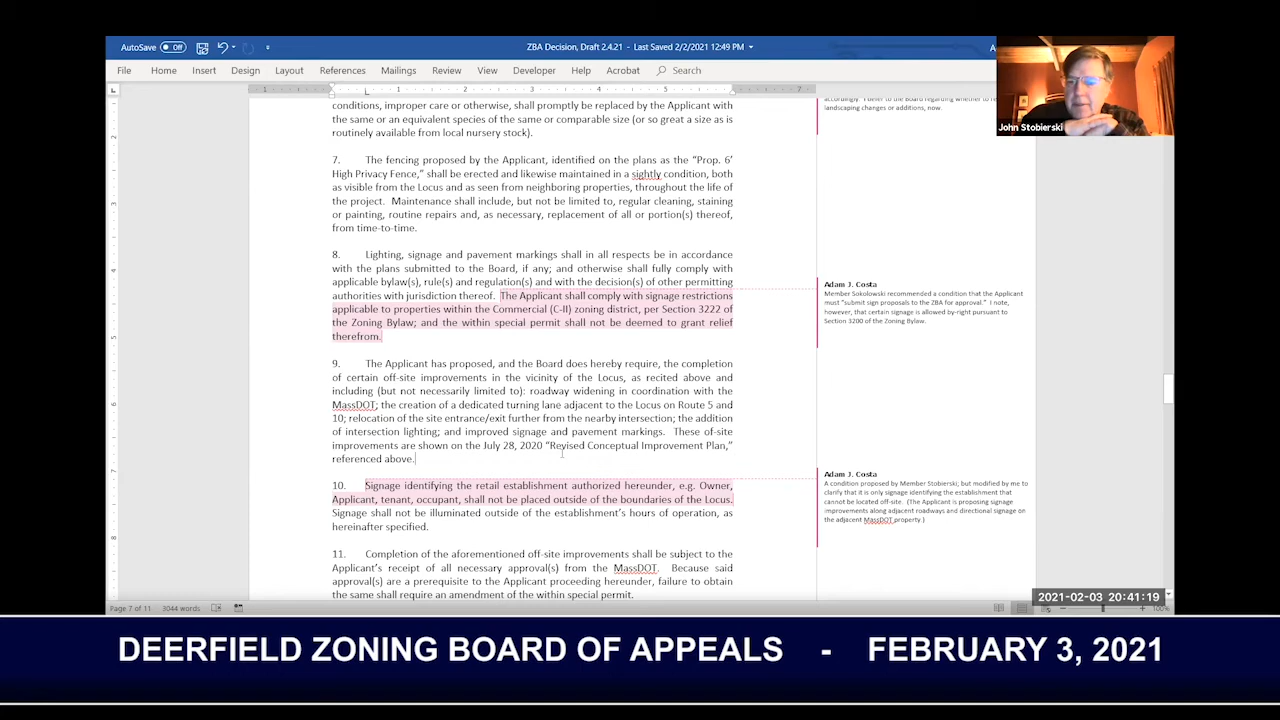 AutoSave Off
ZBA Decision, Draft 2.4.21 - Last Saved 2/2/2021 12:49 PM
File Home Insert Design Layout References Mailings Review View Developer Help Acrobat Search
John Stobierski
conditions, improper care or otherwise, shall promptly be replaced by the Applicant with
the same or an equivalent species of the same or comparable size (or so great a size as is
routinely available from local nursery stock).
landscaping changes or additions, now.
7. The fencing proposed by the Applicant, identified on the plans as the “Prop. 6’
High Privacy Fence,” shall be erected and likewise maintained in a sightly condition, both
as visible from the Locus and as seen from neighboring properties, throughout the life of
the project. Maintenance shall include, but not be limited to, regular cleaning, staining
or painting, routine repairs and, as necessary, replacement of all or portion(s) thereof,
from time-to-time.
8. Lighting, signage and pavement markings shall in all respects be in accordance
with the plans submitted to the Board, if any; and otherwise shall fully comply with
applicable bylaw(s), rule(s) and regulation(s) and with the decision(s) of other permitting
authorities with jurisdiction thereof. The Applicant shall comply with signage restrictions
applicable to properties within the Commercial (C-II) zoning district, per Section 3222 of
the Zoning Bylaw; and the within special permit shall not be deemed to grant relief
therefrom.
Adam J. Costa
Member Sokolowski recommended a condition that the Applicant
must “submit sign proposals to the ZBA for approval.” I note,
however, that certain signage is allowed by-right pursuant to
Section 3200 of the Zoning Bylaw.
9. The Applicant has proposed, and the Board does hereby require, the completion
of certain off-site improvements in the vicinity of the Locus, as recited above and
including (but not necessarily limited to): roadway widening in coordination with the
MassDOT; the creation of a dedicated turning lane adjacent to the Locus on Route 5 and
10; relocation of the site entrance/exit further from the nearby intersection; the addition
of intersection lighting; and improved signage and pavement markings. These of-site
improvements are shown on the July 28, 2020 “Revised Conceptual Improvement Plan,”
referenced above.
10. Signage identifying the retail establishment authorized hereunder, e.g. Owner,
Applicant, tenant, occupant, shall not be placed outside of the boundaries of the Locus.
Signage shall not be illuminated outside of the establishment’s hours of operation, as
hereinafter specified.
Adam J. Costa
A condition proposed by Member Stobierski; but modified by me to
clarify that it is only signage identifying the establishment that
cannot be located off-site. (The Applicant is proposing signage
improvements along adjacent roadways and directional signage on
the adjacent MassDOT property.)
11. Completion of the aforementioned off-site improvements shall be subject to the
Applicant’s receipt of all necessary approval(s) from the MassDOT. Because said
approval(s) are a prerequisite to the Applicant proceeding hereunder, failure to obtain
the same shall require an amendment of the within special permit.
2021-02-03 20:41:19
Page 7 of 11 3044 words
100%
DEERFIELD ZONING BOARD OF APPEALS - FEBRUARY 3, 2021